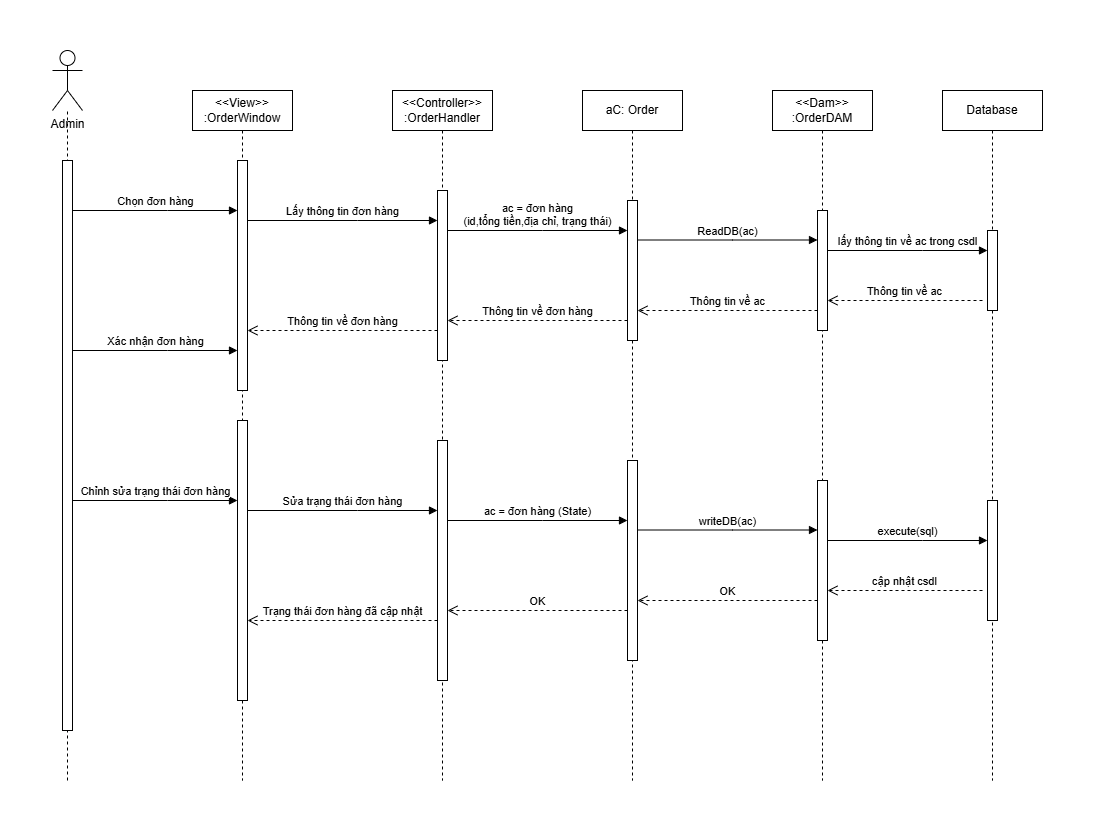 Admin
<<View>>
:OrderWindow
<<Controller>>
:OrderHandler
aC: Order
<<Dam>>
:OrderDAM
Database
Chọn đơn hàng
Lấy thông tin đơn hàng
ac = đơn hàng
(id,tổng tiền,địa chỉ, trạng thái)
ReadDB(ac)
lấy thông tin về ac trong csdl
Thông tin về ac
Thông tin về ac
Thông tin về đơn hàng
Thông tin về đơn hàng
Xác nhận đơn hàng
Chỉnh sửa trạng thái đơn hàng
Sửa trạng thái đơn hàng
ac = đơn hàng (State)
writeDB(ac)
execute(sql)
cập nhật csdl
OK
OK
Trạng thái đơn hàng đã cập nhật